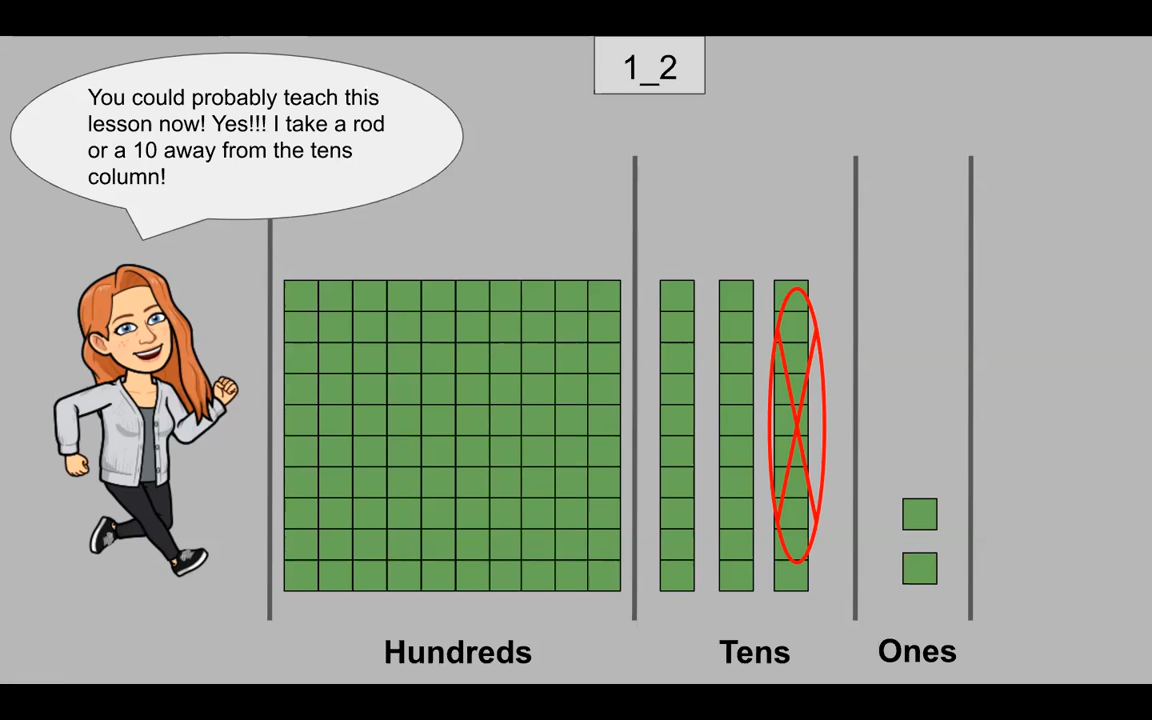 1_2
You could probably teach this
lesson now! Yes!!! I take a rod
or a 10 away from the tens
column!
Hundreds
Tens
Ones